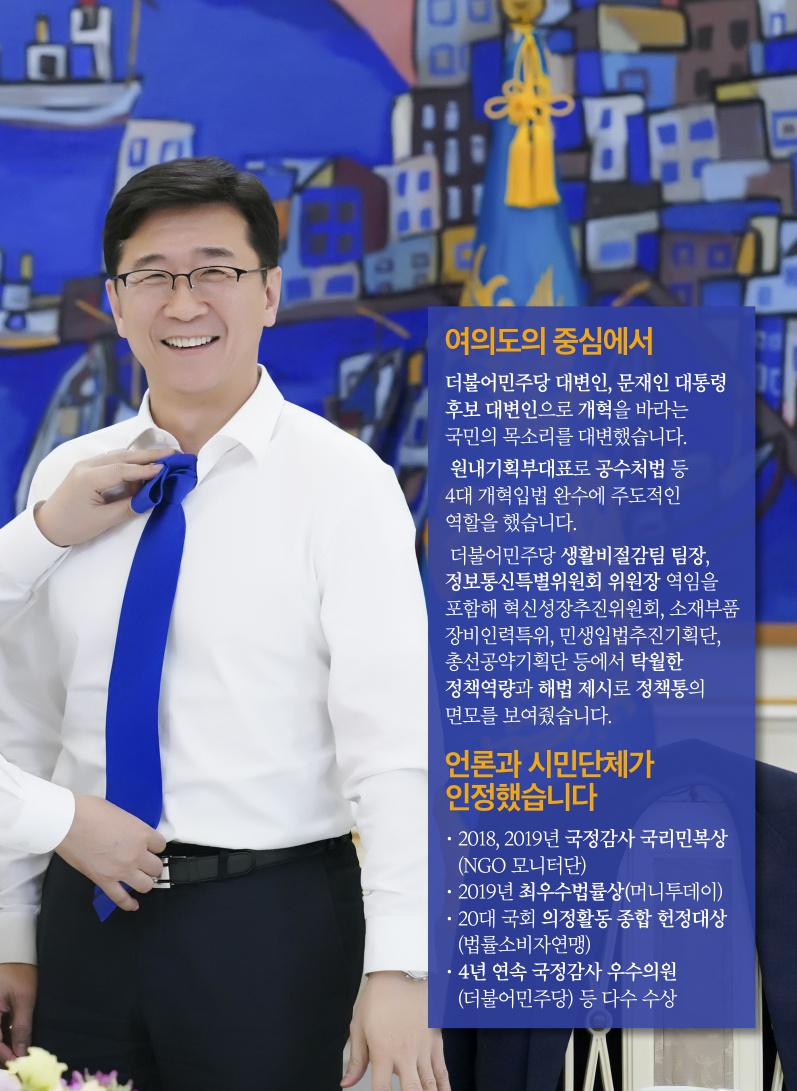 여의도의 중심에서
더불어민주당 대변인, 문재인 대통령
후보 대변인으로 개혁을 바라는
국민의 목소리를 대변했습니다.
원내기획부대표로 공수처법 등
4대 개혁입법 완수에 주도적인
역할을 했습니다.
더불어민주당 생활비절감팀 팀장,
정보통신특별위원회 위원장 역임을
포함해 혁신성장추진위원회, 소재부품
장비인력특위, 민생입법추진기획단,
총선공약기획단 등에서 탁월한
정책역량과 해법 제시로 정책통의
면모를 보여줬습니다.
언론과 시민단체가
인정했습니다
· 2018, 2019년 국정감사 국리민복상
(NGO 모니터단)
· 2019년 최우수법률상(머니투데이)
· 20대 국회 의정활동 종합 헌정대상
(법률소비자연맹)
· 4년 연속 국정감사 우수의원
(더불어민주당) 등 다수 수상